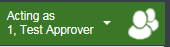 Acting as
1, Test Approver